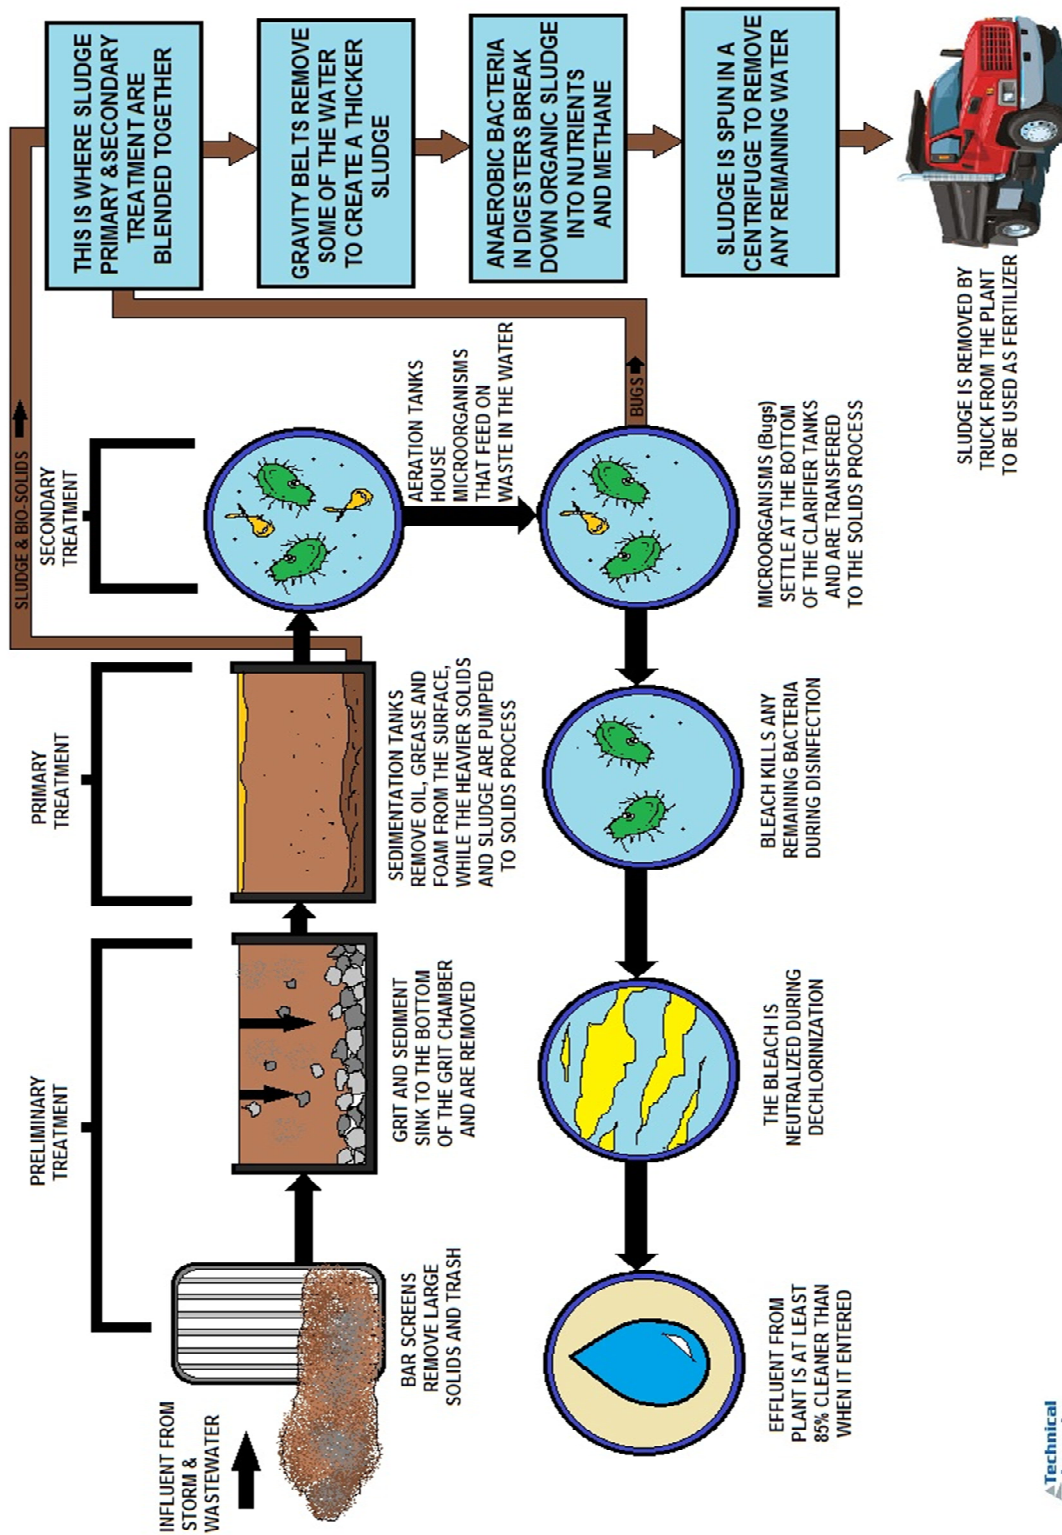 PRELIMINARY
TREATMENT
PRIMARY
TREATMENT
SECONDARY
TREATMENT
SLUDGE & BIO-SOLIDS
INFLUENT FROM
STORM &
WASTEWATER
BAR SCREENS
REMOVE LARGE
SOLIDS AND TRASH
GRIT AND SEDIMENT
SINK TO THE BOTTOM
OF THE GRIT CHAMBER
AND ARE REMOVED
SEDIMENTATION TANKS
REMOVE OIL, GREASE AND
FOAM FROM THE SURFACE,
WHILE THE HEAVIER SOLIDS
AND SLUDGE ARE PUMPED
TO SOLIDS PROCESS
AERATION TANKS
HOUSE
MICROORGANISMS
THAT FEED ON
WASTE IN THE WATER
BUGS
MICROORGANISMS (Bugs)
SETTLE AT THE BOTTOM
OF THE CLARIFIER TANKS
AND ARE TRANSFERED
TO THE SOLIDS PROCESS
BLEACH KILLS ANY
REMAINING BACTERIA
DURING DISINFECTION
THE BLEACH IS
NEUTRALIZED DURING
DECHLORINIZATION
EFFLUENT FROM
PLANT IS AT LEAST
85% CLEANER THAN
WHEN IT ENTERED
THIS IS WHERE SLUDGE
PRIMARY & SECONDARY
TREATMENT ARE
BLENDED TOGETHER
GRAVITY BELTS REMOVE
SOME OF THE WATER
TO CREATE A THICKER
SLUDGE
ANAEROBIC BACTERIA
IN DIGESTERS BREAK
DOWN ORGANIC SLUDGE
INTO NUTRIENTS
AND METHANE
SLUDGE IS SPUN IN A
CENTRIFUGE TO REMOVE
ANY REMAINING WATER
SLUDGE IS REMOVED BY
TRUCK FROM THE PLANT
TO BE USED AS FERTILIZER
Technical